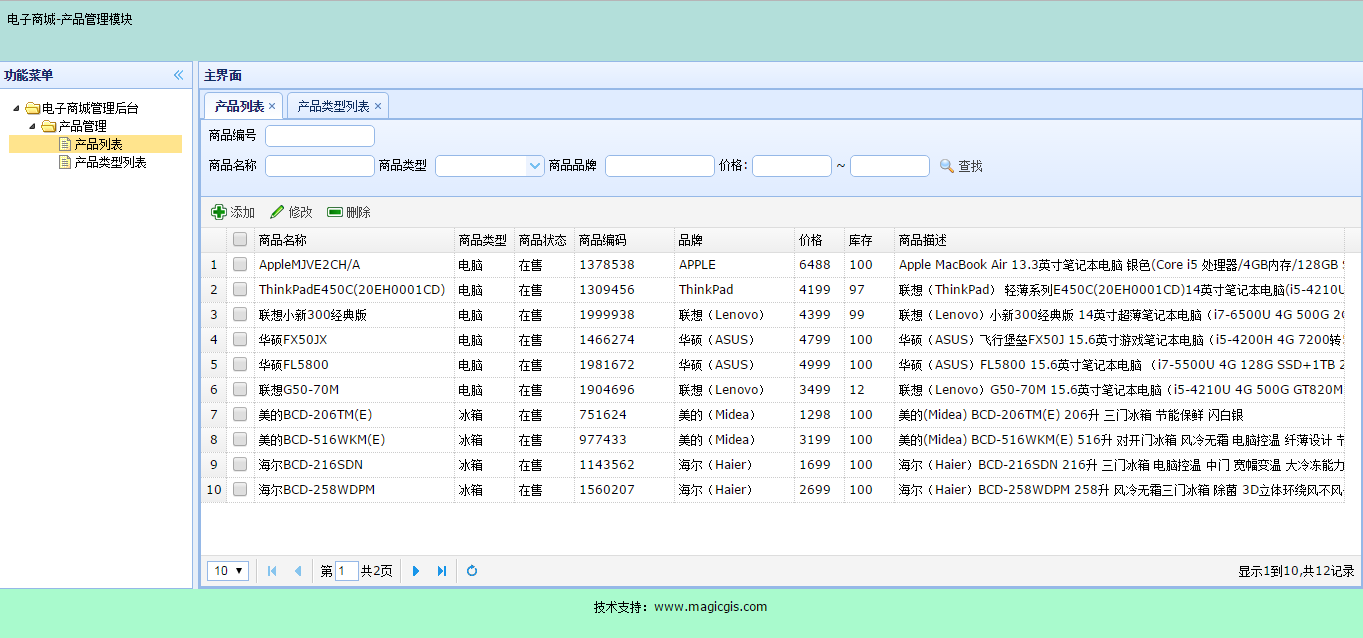 电子商城-产品管理模块
功能菜单
电子商城管理后台
产品管理
产品列表
产品类型列表
主界面
产品列表 产品类型列表
商品编号
商品名称 商品类型 商品品牌 价格: ~ 查找
添加 修改 删除
商品名称 商品类型 商品状态 商品编码 品牌 价格 库存 商品描述
1 AppleMJVE2CH/A 电脑 在售 1378538 APPLE 6488 100 Apple MacBook Air 13.3英寸笔记本电脑 银色(Core i5 处理器/4GB内存/128GB
2 ThinkPadE450C(20EH0001CD) 电脑 在售 1309456 ThinkPad 4199 97 联想（ThinkPad） 轻薄系列E450C(20EH0001CD)14英寸笔记本电脑(i5-4210U
3 联想小新300经典版 电脑 在售 1999938 联想（Lenovo） 4399 99 联想（Lenovo）小新300经典版 14英寸超薄笔记本电脑（i7-6500U 4G 500G
4 华硕FX50JX 电脑 在售 1466274 华硕（ASUS） 4799 100 华硕（ASUS）飞行堡垒FX50J 15.6英寸游戏笔记本电脑（i5-4200H 4G 7200转
5 华硕FL5800 电脑 在售 1981672 华硕（ASUS） 4999 100 华硕（ASUS）FL5800 15.6英寸笔记本电脑 （i7-5500U 4G 128G SSD+1TB
6 联想G50-70M 电脑 在售 1904696 联想（Lenovo） 3499 12 联想（Lenovo）G50-70M 15.6英寸笔记本电脑（i5-4210U 4G 500G GT820M
7 美的BCD-206TM(E) 冰箱 在售 751624 美的（Midea） 1298 100 美的(Midea) BCD-206TM(E) 206升 三门冰箱 节能保鲜 闪白银
8 美的BCD-516WKM(E) 冰箱 在售 977433 美的（Midea） 3199 100 美的(Midea) BCD-516WKM(E) 516升 对开门冰箱 风冷无霜 电脑控温 纤薄设计
9 海尔BCD-216SDN 冰箱 在售 1143562 海尔（Haier） 1699 100 海尔（Haier）BCD-216SDN 216升 三门冰箱 电脑控温 中门 宽幅变温 大冷冻能力
10 海尔BCD-258WDPM 冰箱 在售 1560207 海尔（Haier） 2699 100 海尔（Haier）BCD-258WDPM 258升 风冷无霜三门冰箱 除菌 3D立体环绕风不风
10 第 1 共2页 显示1到10,共12记录
技术支持：www.magicgis.com